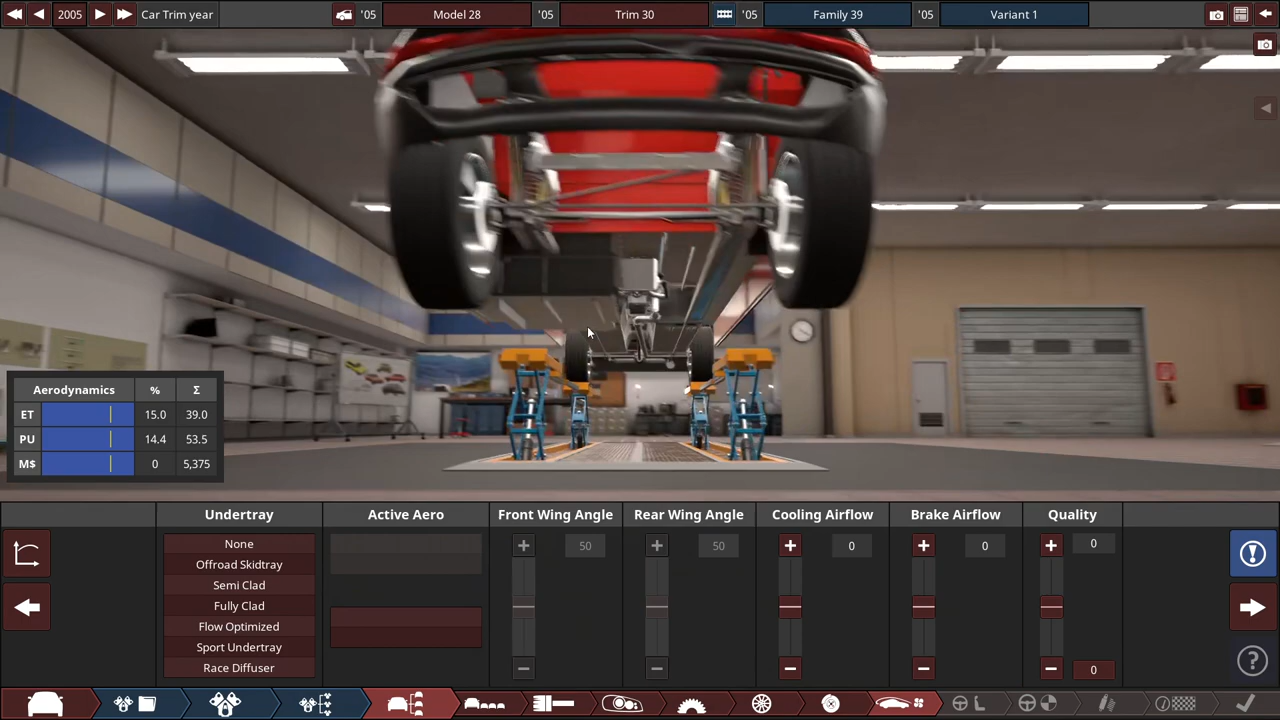 2005 Car Trim year '05 Model 28 '05 Trim 30 '05 Family 39 '05 Variant 1
Aerodynamics % Σ
ET 15.0 39.0
PU 14.4 53.5
M$ 0 5,375
Undertray Active Aero Front Wing Angle Rear Wing Angle Cooling Airflow Brake Airflow Quality
None
Offroad Skidtray
Semi Clad
Fully Clad
Flow Optimized
Sport Undertray
Race Diffuser
+ 50 + 50 + 0 + 0 + 0
− − − − − 0
?